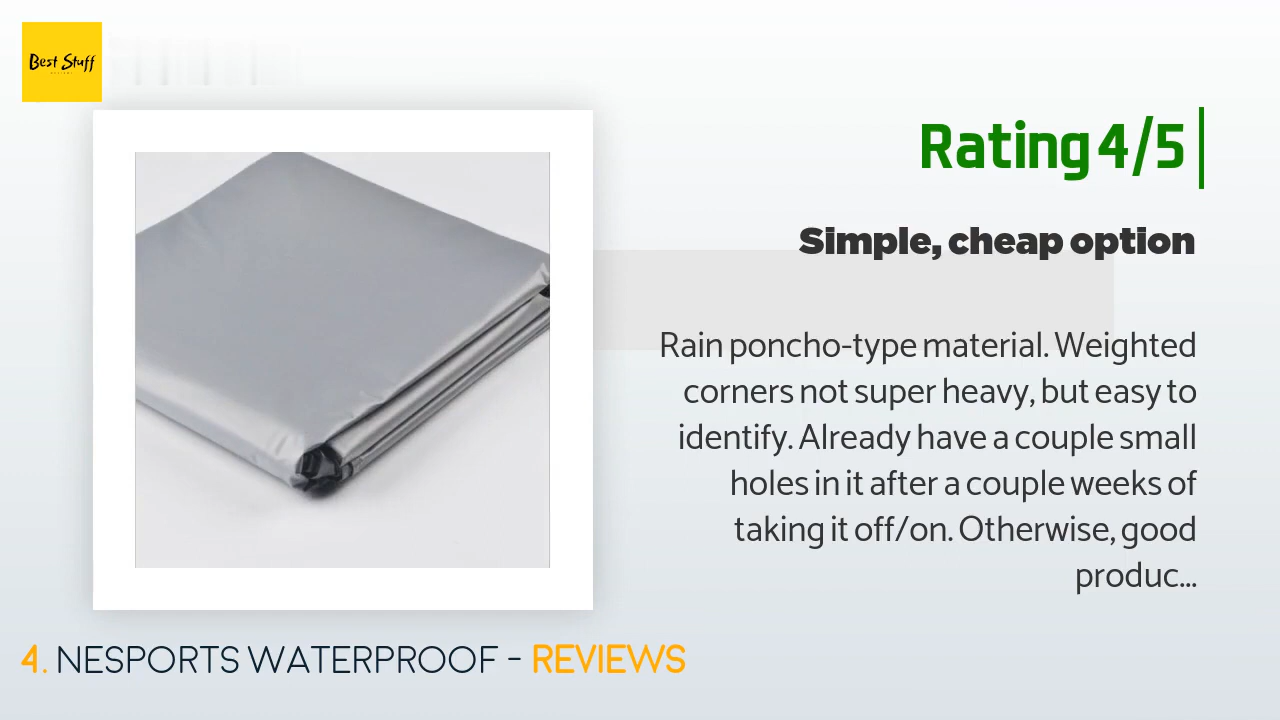 Best Stuff
Rating 4/5
Simple, cheap option
Rain poncho-type material. Weighted
corners not super heavy, but easy to
identify. Already have a couple small
holes in it after a couple weeks of
taking it off/on. Otherwise, good
produc...
4. NESPORTS WATERPROOF - REVIEWS